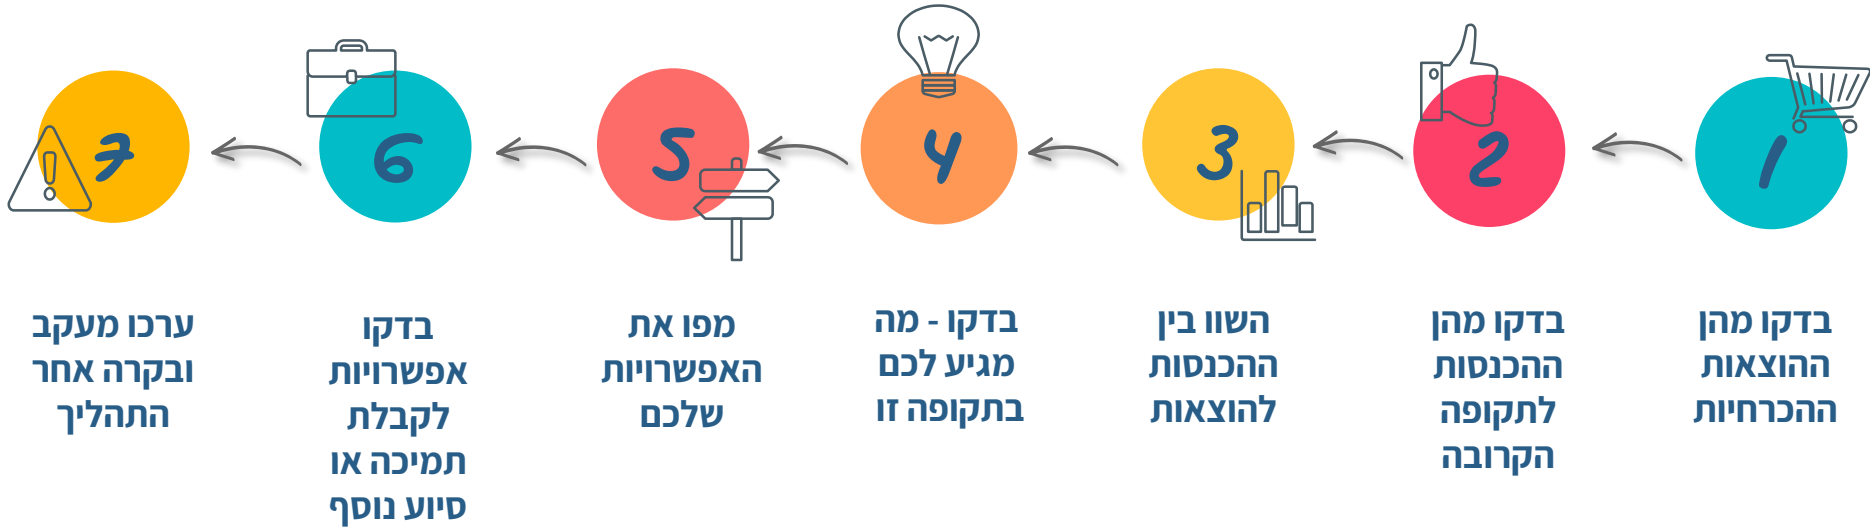 1
בדקו מהן
ההוצאות
ההכרחיות
2
בדקו מהן
ההכנסות
לתקופה
הקרובה
3
השוו בין
ההכנסות
להוצאות
4
בדקו - מה
מגיע לכם
בתקופה זו
5
מפו את
האפשרויות
שלכם
6
בדקו
אפשרויות
לקבלת
תמיכה או
סיוע נוסף
7
ערכו מעקב
ובקרה אחר
התהליך